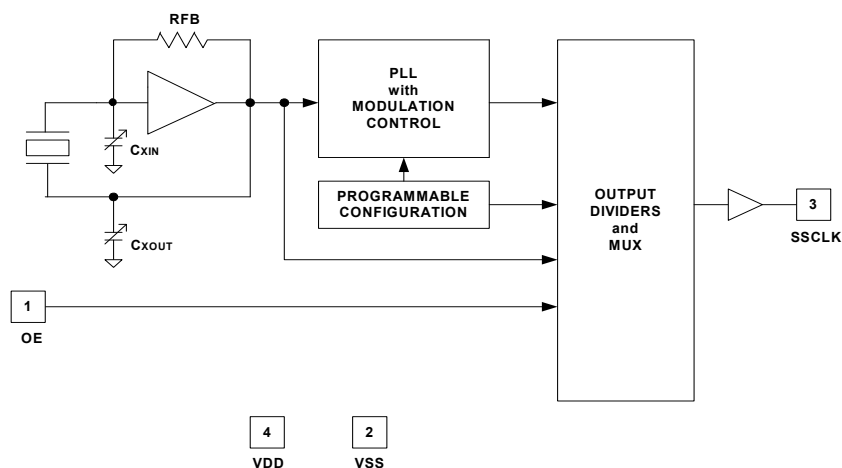 RFB
PLL
with
MODULATION
CONTROL
CXIN
PROGRAMMABLE
CONFIGURATION
OUTPUT
DIVIDERS
and
MUX
3
SSCLK
CXOUT
1
OE
4
2
VDD
VSS